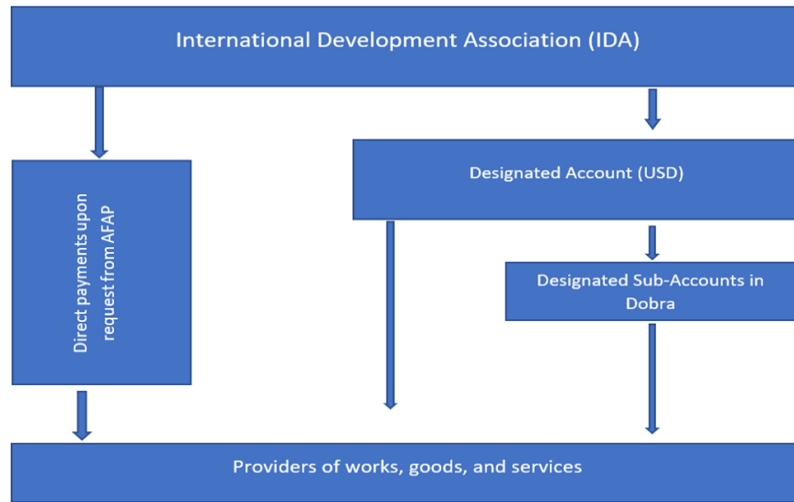 International Development Association (IDA)
Direct payments upon
request from AFAP
Designated Account (USD)
Designated Sub-Accounts in
Dobra
Providers of works, goods, and services